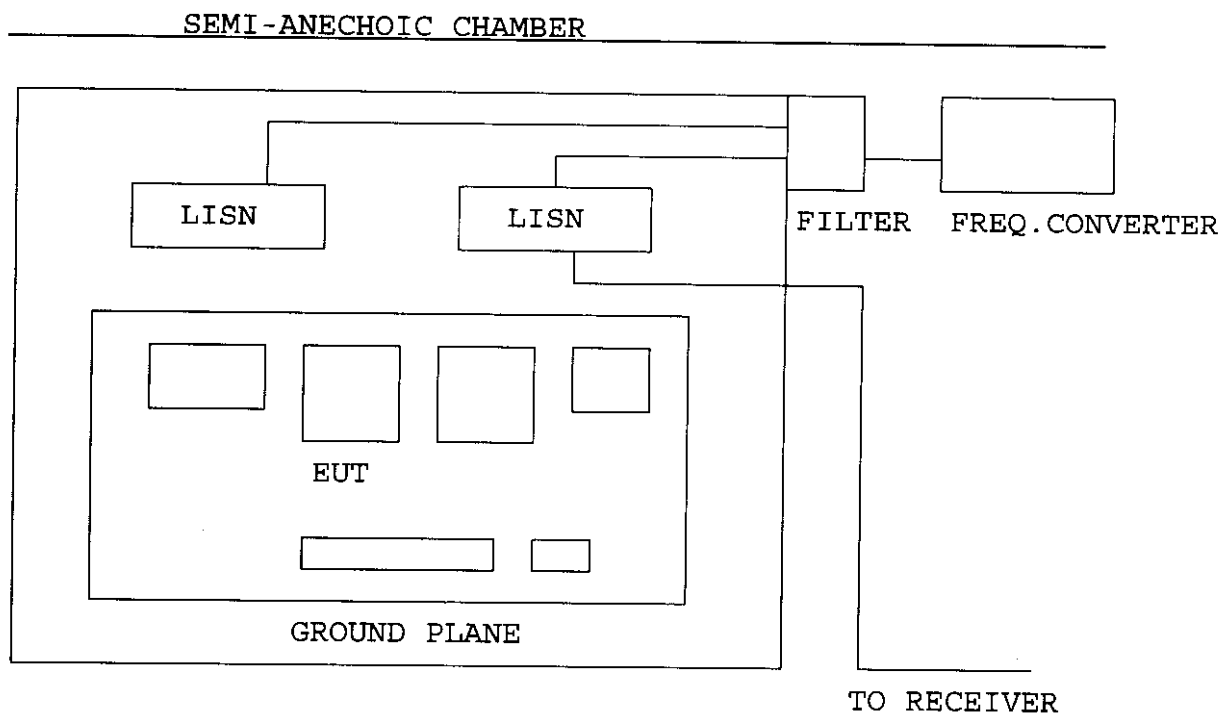 SEMI-ANECHOIC CHAMBER
LISN
LISN
FILTER
FREQ.CONVERTER
EUT
GROUND PLANE
TO RECEIVER